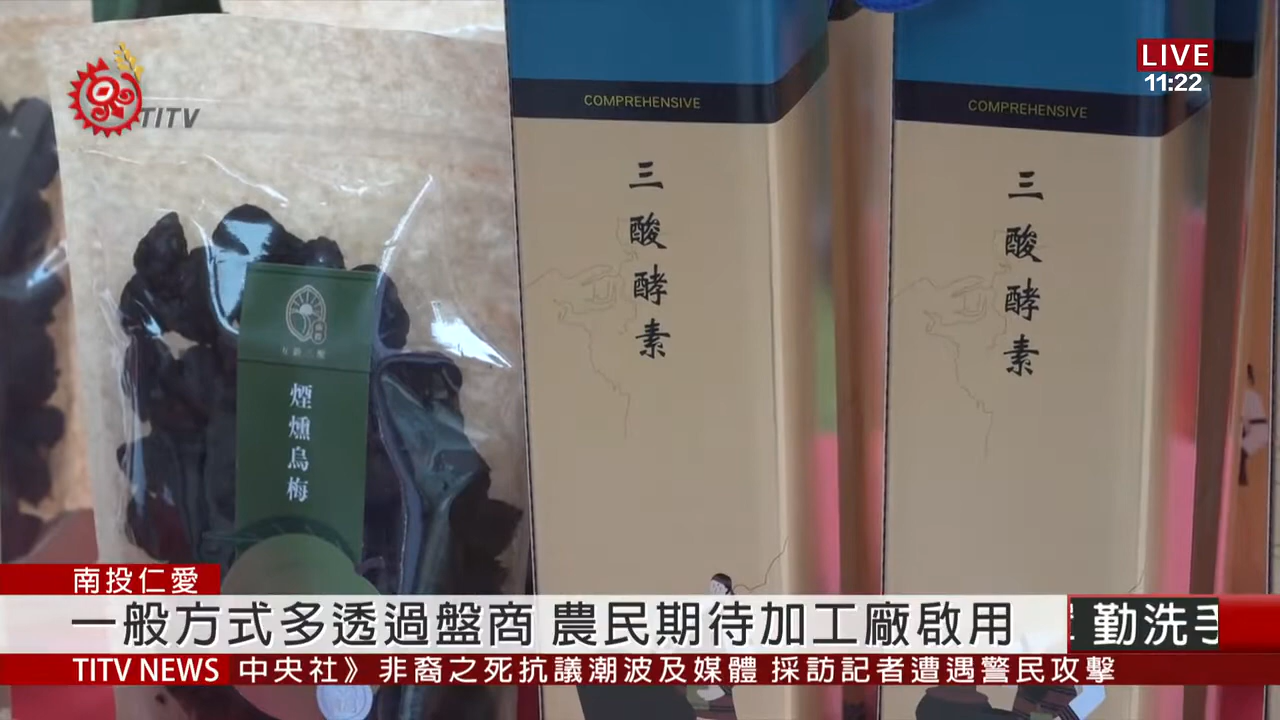 TITV
LIVE
11:22
COMPREHENSIVE
COMPREHENSIVE
三酸酵素
三酸酵素
煙燻烏梅
南投仁愛
一般方式多透過盤商 農民期待加工廠啟用
勤洗手
TITV NEWS
中央社》非裔之死抗議潮波及媒體 採訪記者遭遇警民攻擊